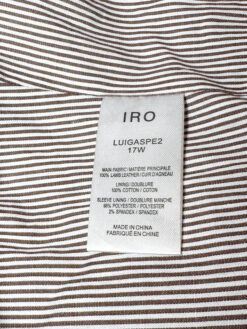 IRO
LUIGASPE2
17W
MAIN FABRIC/ MATIÈRE PRINCIPALE
100% LAMB LEATHER / CUIR D'AGNEAU
LINING / DOUBLURE
100% COTTON / COTON
SLEEVE LINING / DOUBLURE MANCHE
98% POLYESTER / POLYESTER
2% SPANDEX / SPANDEX
MADE IN CHINA
FABRIQUÉ EN CHINE